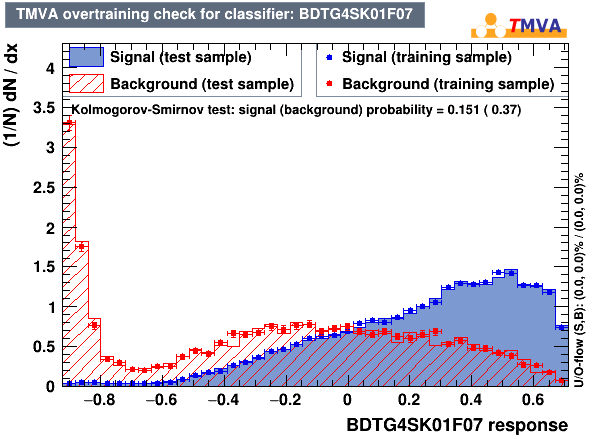 TMVA overtraining check for classifier: BDTG4SK01F07
TMVA
(1/N) dN / dx
Signal (test sample)
Signal (training sample)
Background (test sample)
Background (training sample)
Kolmogorov-Smirnov test: signal (background) probability = 0.151 ( 0.37)
4
3.5
3
2.5
2
1.5
1
0.5
0
−0.8 −0.6 −0.4 −0.2 0 0.2 0.4 0.6
BDTG4SK01F07 response
U/O-flow (S,B): (0.0, 0.0)% / (0.0, 0.0)%